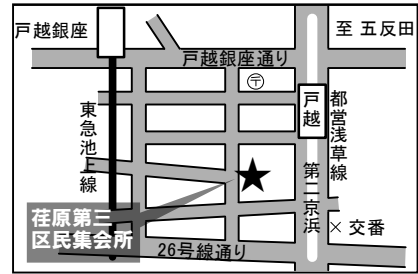 戸越銀座
至 五反田
戸越銀座通り
〒
戸越
都営浅草線
東急池上線
第二京浜
荏原第三
区民集会所
× 交番
26号線通り